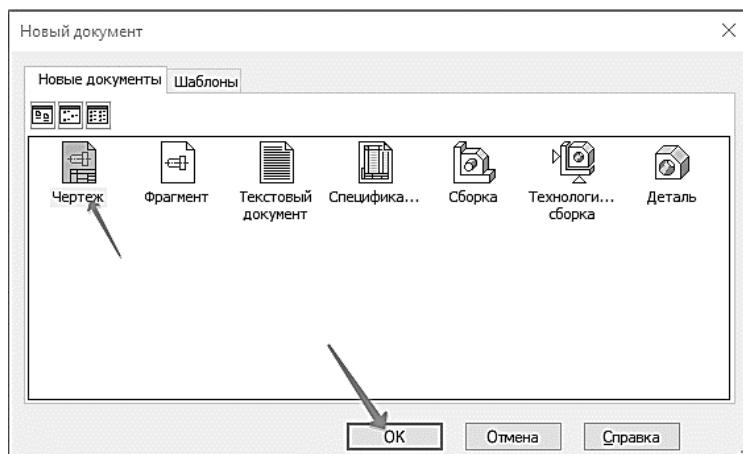 Новый документ
Новые документы Шаблоны
Чертеж Фрагмент Текстовый документ Специфика... Сборка Технологи... сборка Деталь
ОК Отмена Справка